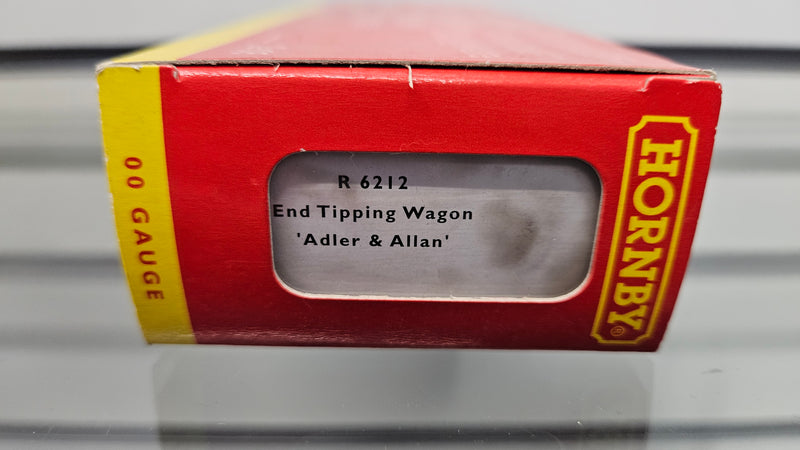 00 GAUGE
R 6212
End Tipping Wagon
'Adler & Allan'
HORNBY®